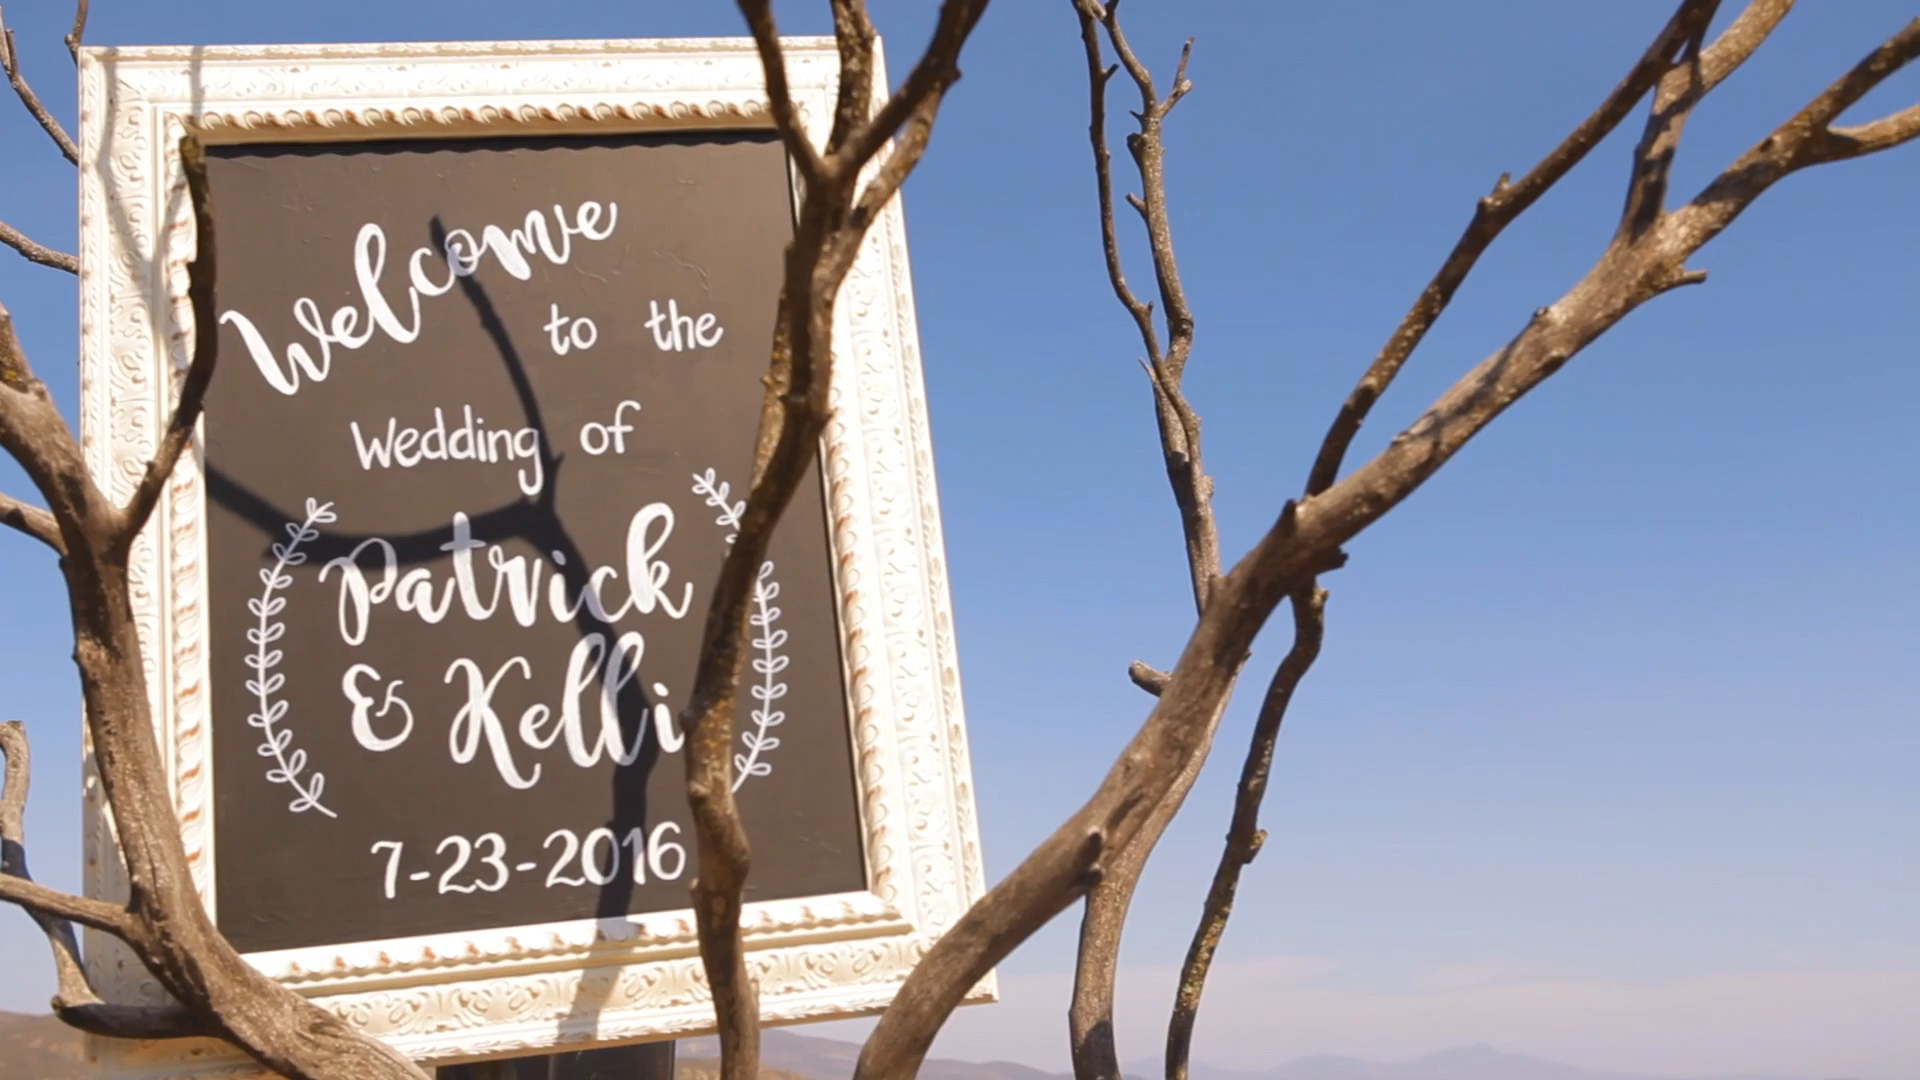 Welcome
to the
Wedding of
Patrick
& Kelli
7-23-2016